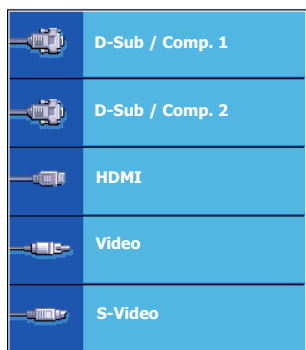 D-Sub / Comp. 1
D-Sub / Comp. 2
HDMI
Video
S-Video